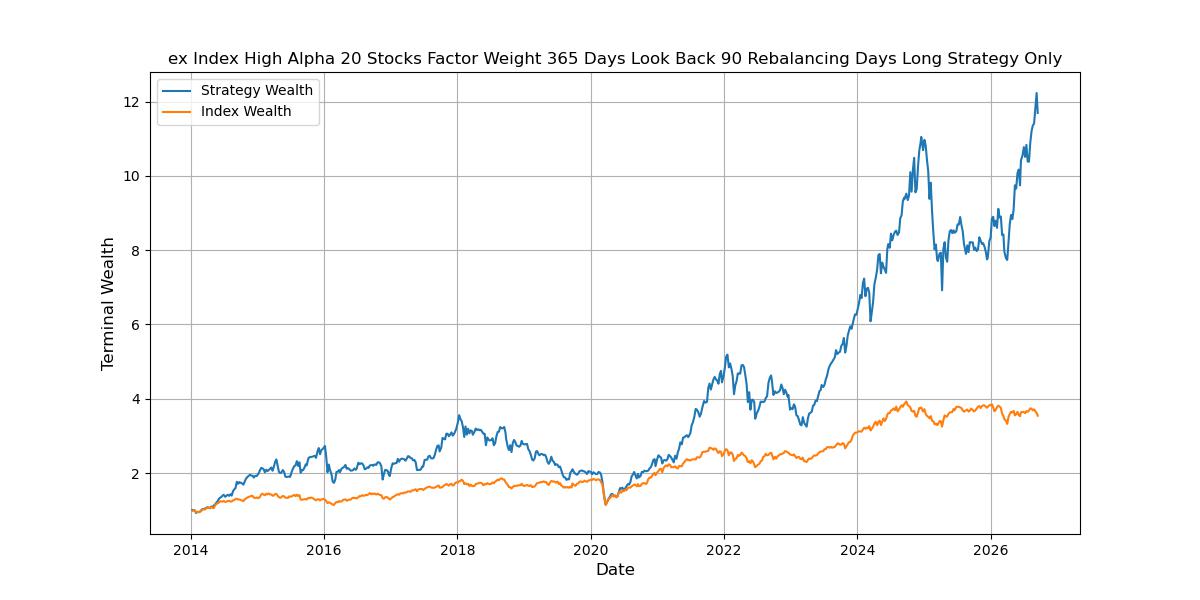 ex Index High Alpha 20 Stocks Factor Weight 365 Days Look Back 90 Rebalancing Days Long Strategy Only
Strategy Wealth
Index Wealth
Terminal Wealth
12
10
8
6
4
2
2014 2016 2018 2020 2022 2024 2026
Date